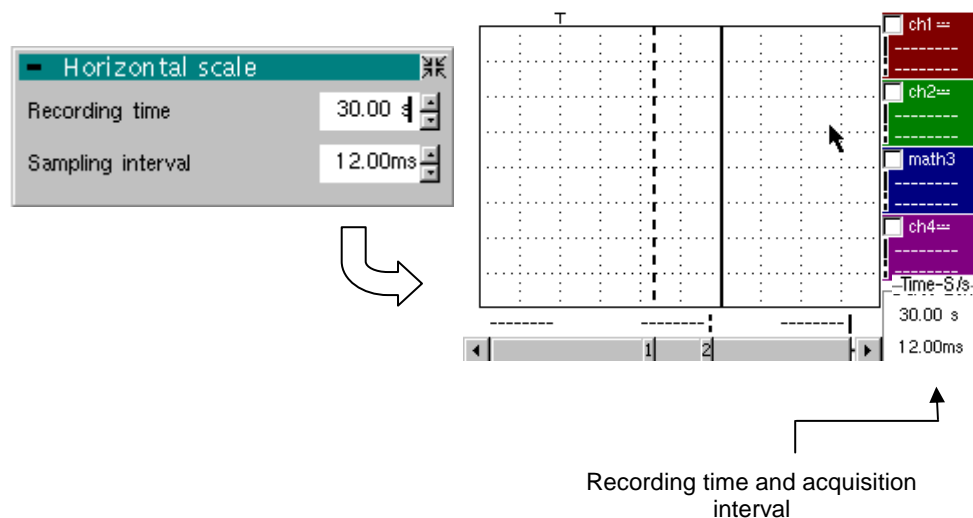 Horizontal scale
Recording time 30.00 s
Sampling interval 12.00ms
T
ch1
--------
--------
ch2
--------
--------
math3
--------
--------
ch4
--------
--------
Time-S/s
30.00 s
12.00ms
-------- -------- --------
1 2
Recording time and acquisition
interval